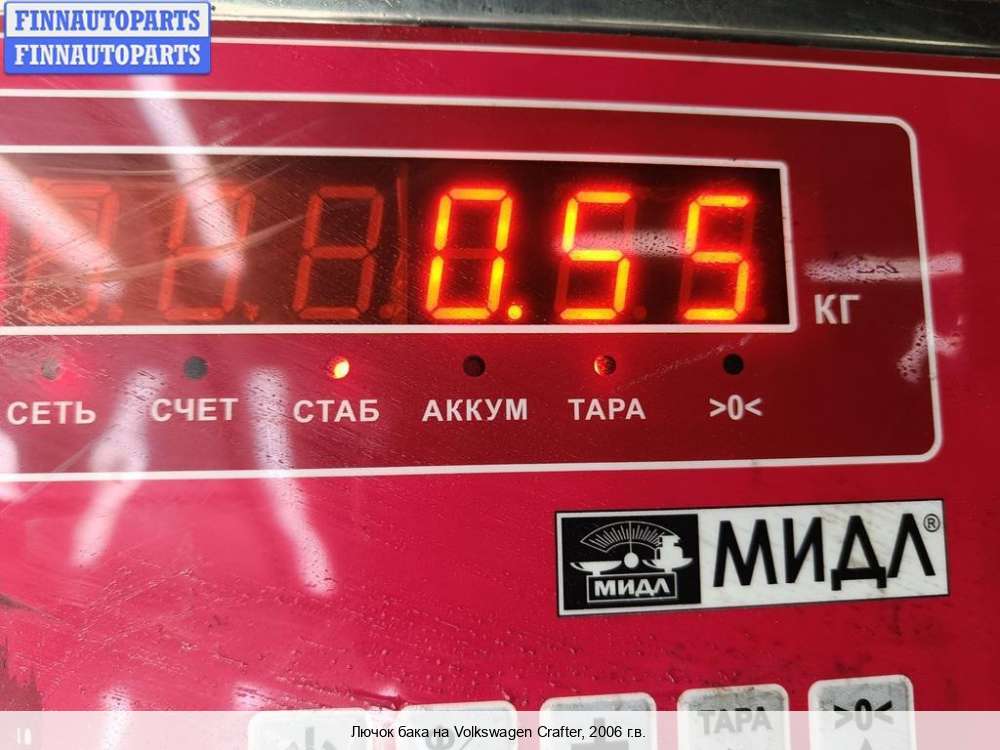 FINNAUTOPARTS
FINNAUTOPARTS
0.55
КГ
СЕТЬ СЧЕТ СТАБ АККУМ ТАРА >0<
МИДЛ МИДЛ®
ТАРА >0<
Лючок бака на Volkswagen Crafter, 2006 г.в.